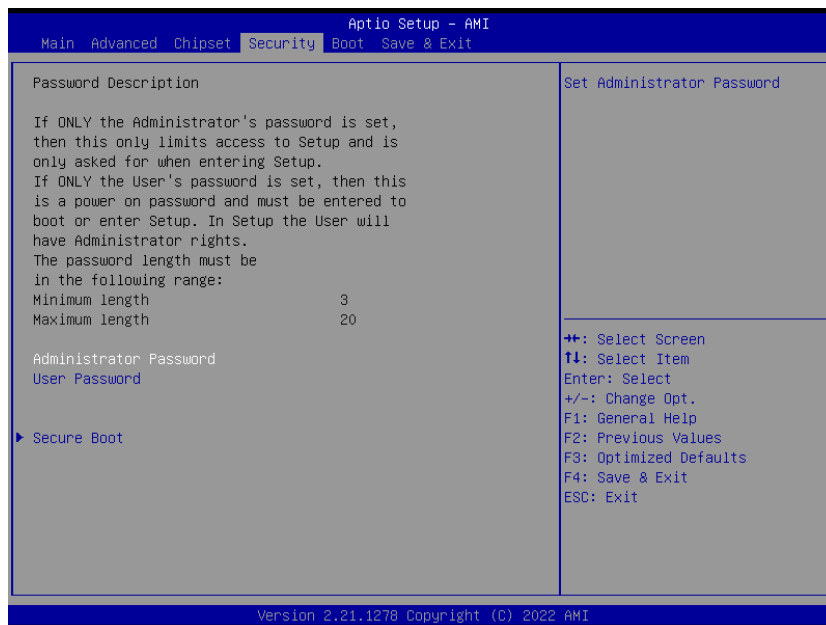 Aptio Setup - AMI
Main Advanced Chipset Security Boot Save & Exit
Password Description
If ONLY the Administrator's password is set,
then this only limits access to Setup and is
only asked for when entering Setup.
If ONLY the User's password is set, then this
is a power on password and must be entered to
boot or enter Setup. In Setup the User will
have Administrator rights.
The password length must be
in the following range:
Minimum length 3
Maximum length 20
Administrator Password
User Password
Secure Boot
Set Administrator Password
→←: Select Screen
↑↓: Select Item
Enter: Select
+/-: Change Opt.
F1: General Help
F2: Previous Values
F3: Optimized Defaults
F4: Save & Exit
ESC: Exit
Version 2.21.1278 Copyright (C) 2022 AMI